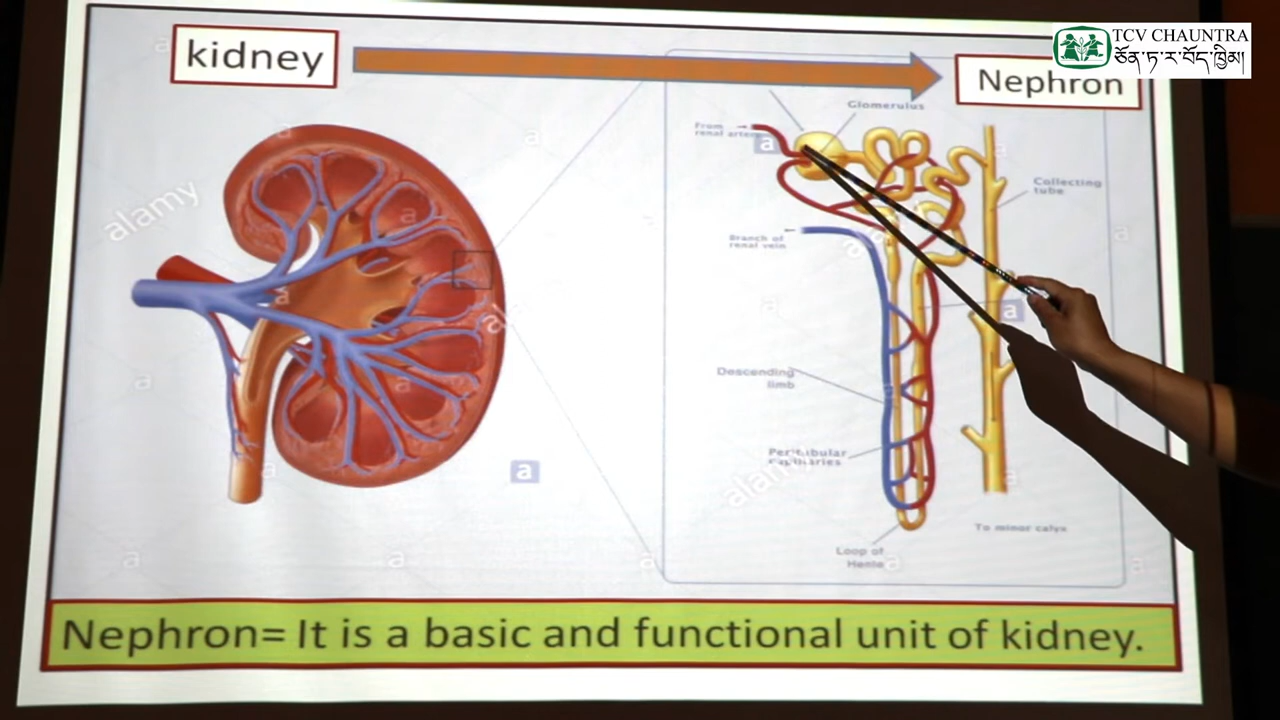 kidney
Nephron
TCV CHAUNTRA
ཚོན་ཏ་ར་བོད་ཁྱིམ།
Glomerulus
From
renal artery
Collecting
tube
Branch of
renal vein
Descending
limb
Peritubular
capillaries
To minor calyx
Loop of
Henle
alamy
a
Nephron= It is a basic and functional unit of kidney.